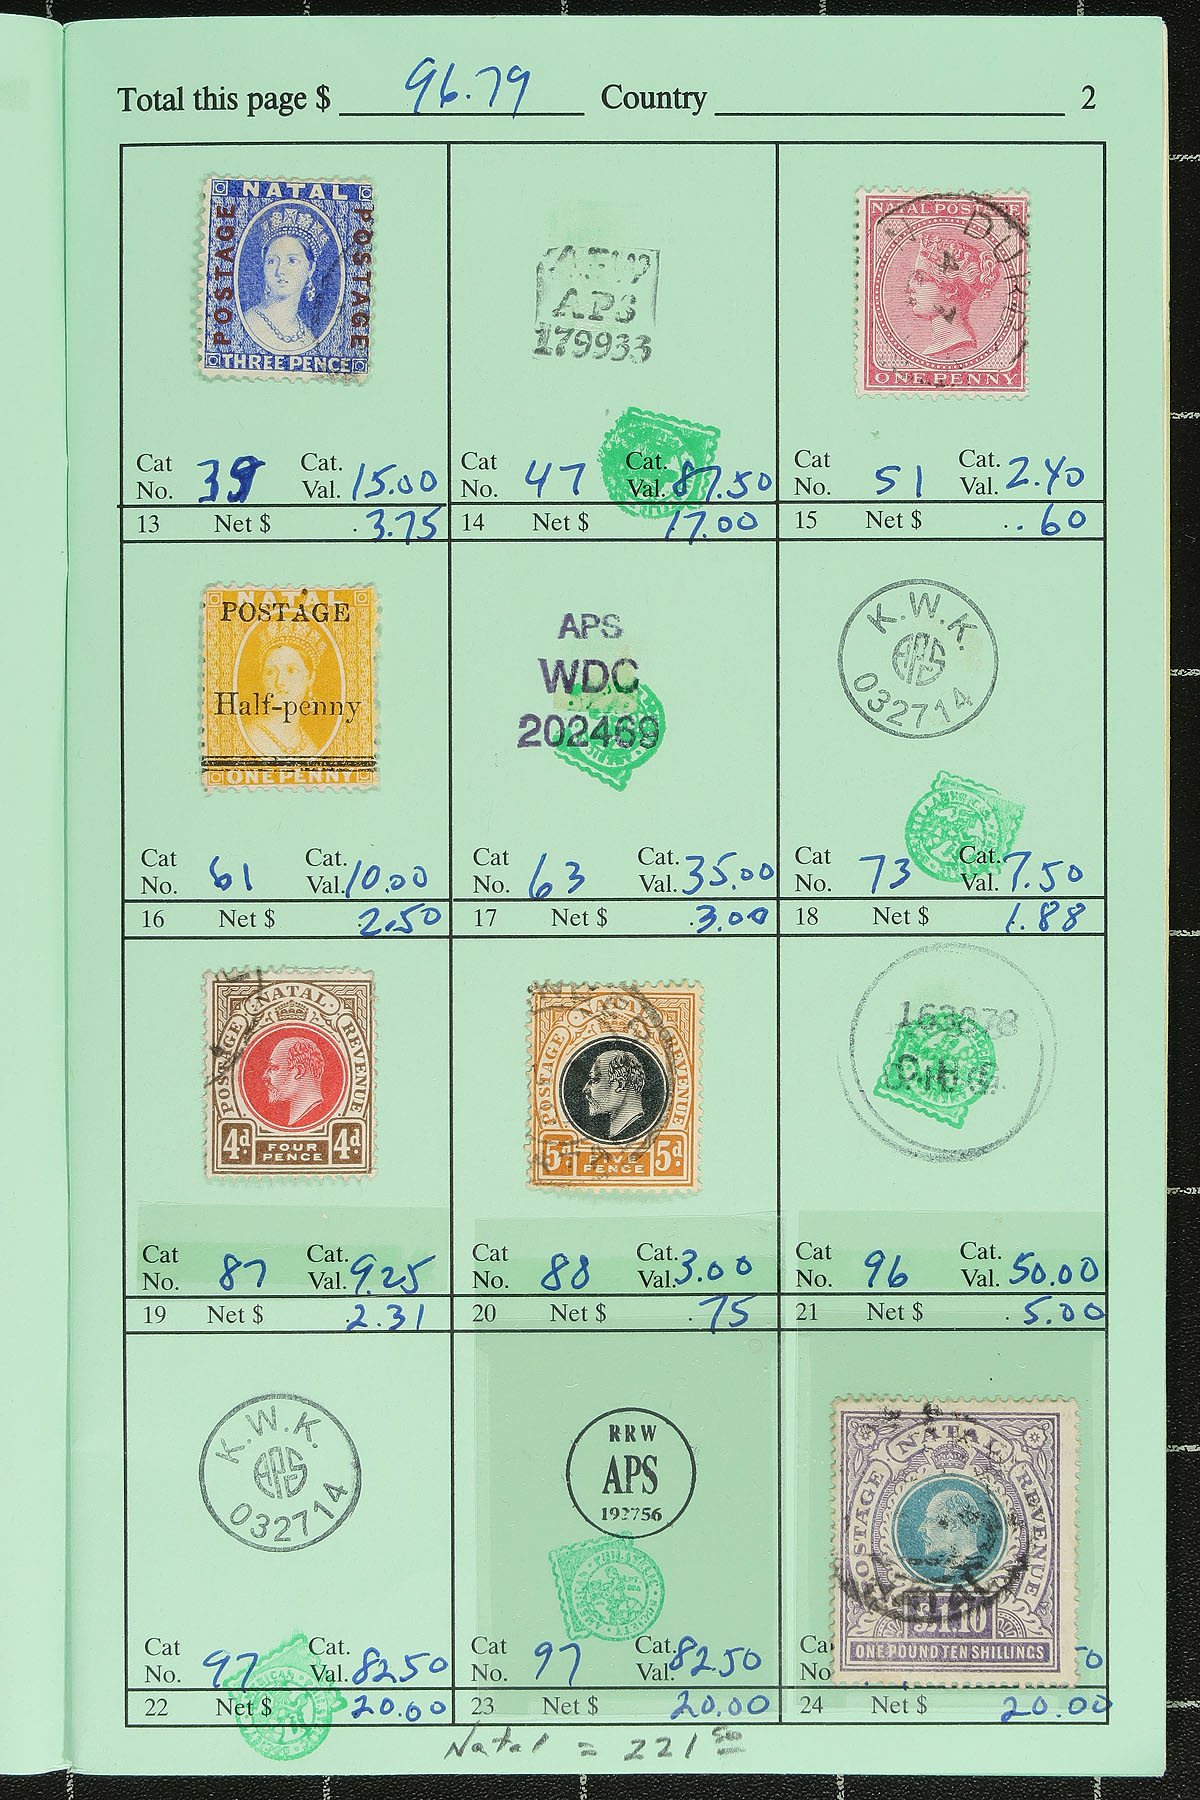 Total this page $ 96.79 Country 2
NATAL
POSTAGE
POSTAGE
THREE PENCE
APS
179933
NATAL POSTAGE
DURB
ONE PENNY
Cat No. 39 Cat. Val. 15.00
13 Net $ 3.75
Cat No. 47 Cat. Val. 87.50
14 Net $ 17.00
Cat No. 51 Cat. Val. 2.40
15 Net $ .60
NATAL
POSTAGE
Half-penny
ONE PENNY
APS
WDC
202469
K.W.K.
APS
032714
Cat No. 61 Cat. Val. 10.00
16 Net $ 2.50
Cat No. 63 Cat. Val. 35.00
17 Net $ 3.00
Cat No. 73 Cat. Val. 7.50
18 Net $ 1.88
NATAL
POSTAGE REVENUE
4d FOUR PENCE 4d
NATAL
POSTAGE REVENUE
5d FIVE PENCE 5d
Cat No. 87 Cat. Val. 9.25
19 Net $ 2.31
Cat No. 88 Cat. Val. 3.00
20 Net $ .75
Cat No. 96 Cat. Val. 50.00
21 Net $ 5.00
K.W.K.
APS
032714
RRW
APS
192756
NATAL
POSTAGE REVENUE
£1.10
ONE POUND TEN SHILLINGS
Cat No. 97 Cat. Val. 82.50
22 Net $ 20.00
Cat No. 97 Cat. Val. 82.50
23 Net $ 20.00
Ca No 50
24 Net $ 20.00
Natal = 221 50